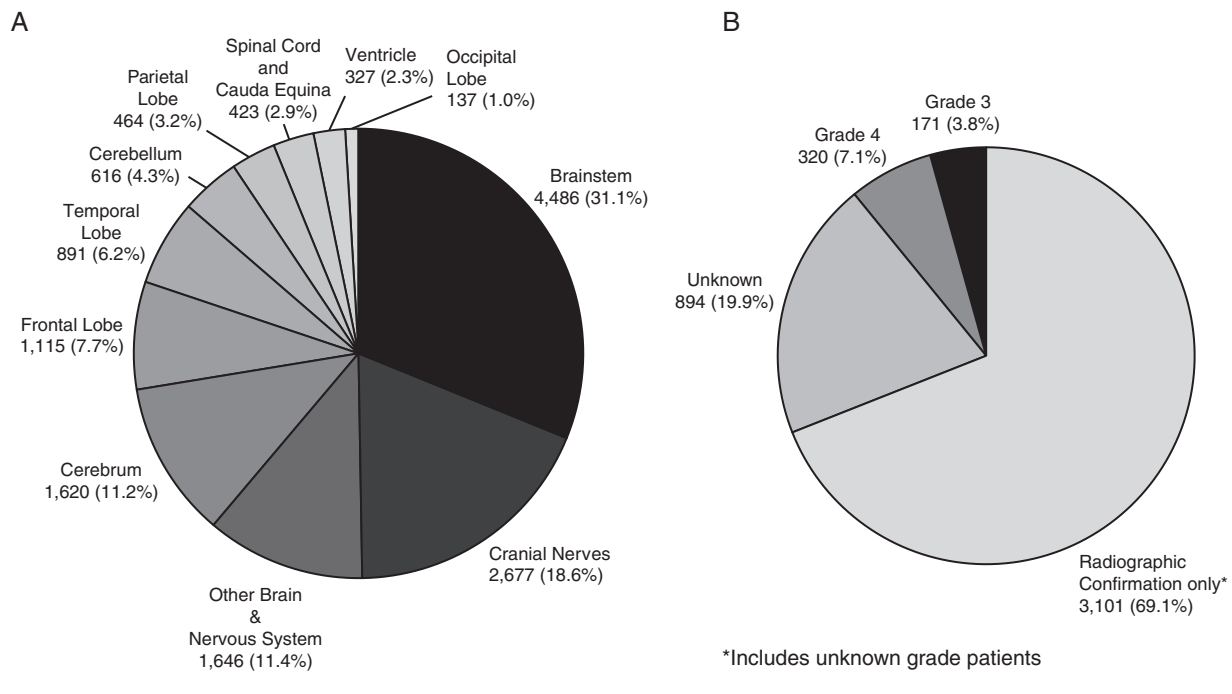 A
Spinal Cord
and
Cauda Equina
423 (2.9%)
Ventricle
327 (2.3%)
Occipital
Lobe
137 (1.0%)
Parietal
Lobe
464 (3.2%)
Cerebellum
616 (4.3%)
Temporal
Lobe
891 (6.2%)
Frontal Lobe
1,115 (7.7%)
Cerebrum
1,620 (11.2%)
Other Brain
&
Nervous System
1,646 (11.4%)
Cranial Nerves
2,677 (18.6%)
Brainstem
4,486 (31.1%)
B
Grade 3
171 (3.8%)
Grade 4
320 (7.1%)
Unknown
894 (19.9%)
Radiographic
Confirmation only*
3,101 (69.1%)
*Includes unknown grade patients